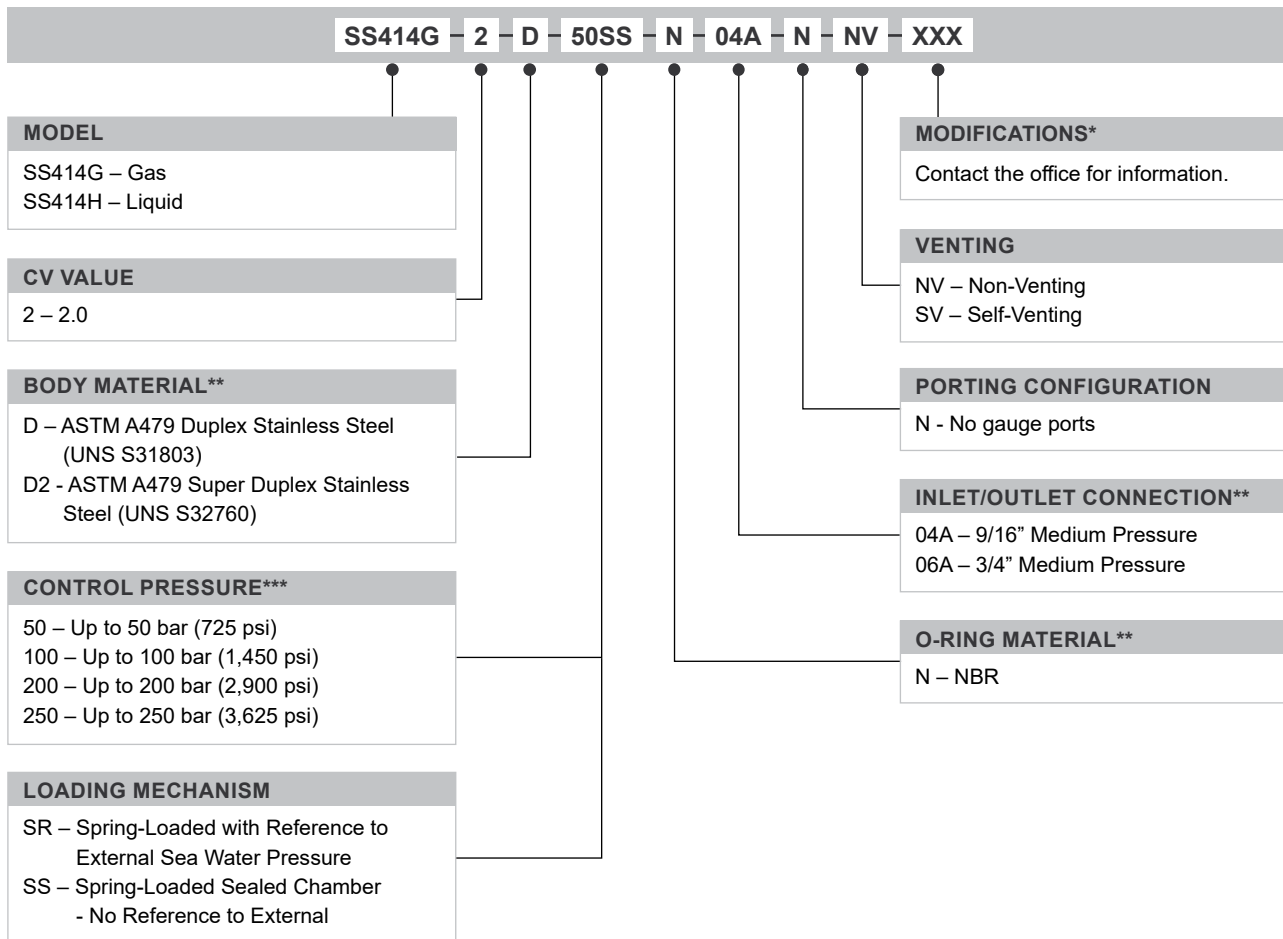 SS414G - 2 - D - 50SS - N - 04A - N - NV - XXX
MODEL
SS414G – Gas
SS414H – Liquid
CV VALUE
2 – 2.0
BODY MATERIAL**
D – ASTM A479 Duplex Stainless Steel
(UNS S31803)
D2 - ASTM A479 Super Duplex Stainless
Steel (UNS S32760)
CONTROL PRESSURE***
50 – Up to 50 bar (725 psi)
100 – Up to 100 bar (1,450 psi)
200 – Up to 200 bar (2,900 psi)
250 – Up to 250 bar (3,625 psi)
LOADING MECHANISM
SR – Spring-Loaded with Reference to
External Sea Water Pressure
SS – Spring-Loaded Sealed Chamber
- No Reference to External
MODIFICATIONS*
Contact the office for information.
VENTING
NV – Non-Venting
SV – Self-Venting
PORTING CONFIGURATION
N - No gauge ports
INLET/OUTLET CONNECTION**
04A – 9/16” Medium Pressure
06A – 3/4” Medium Pressure
O-RING MATERIAL**
N – NBR